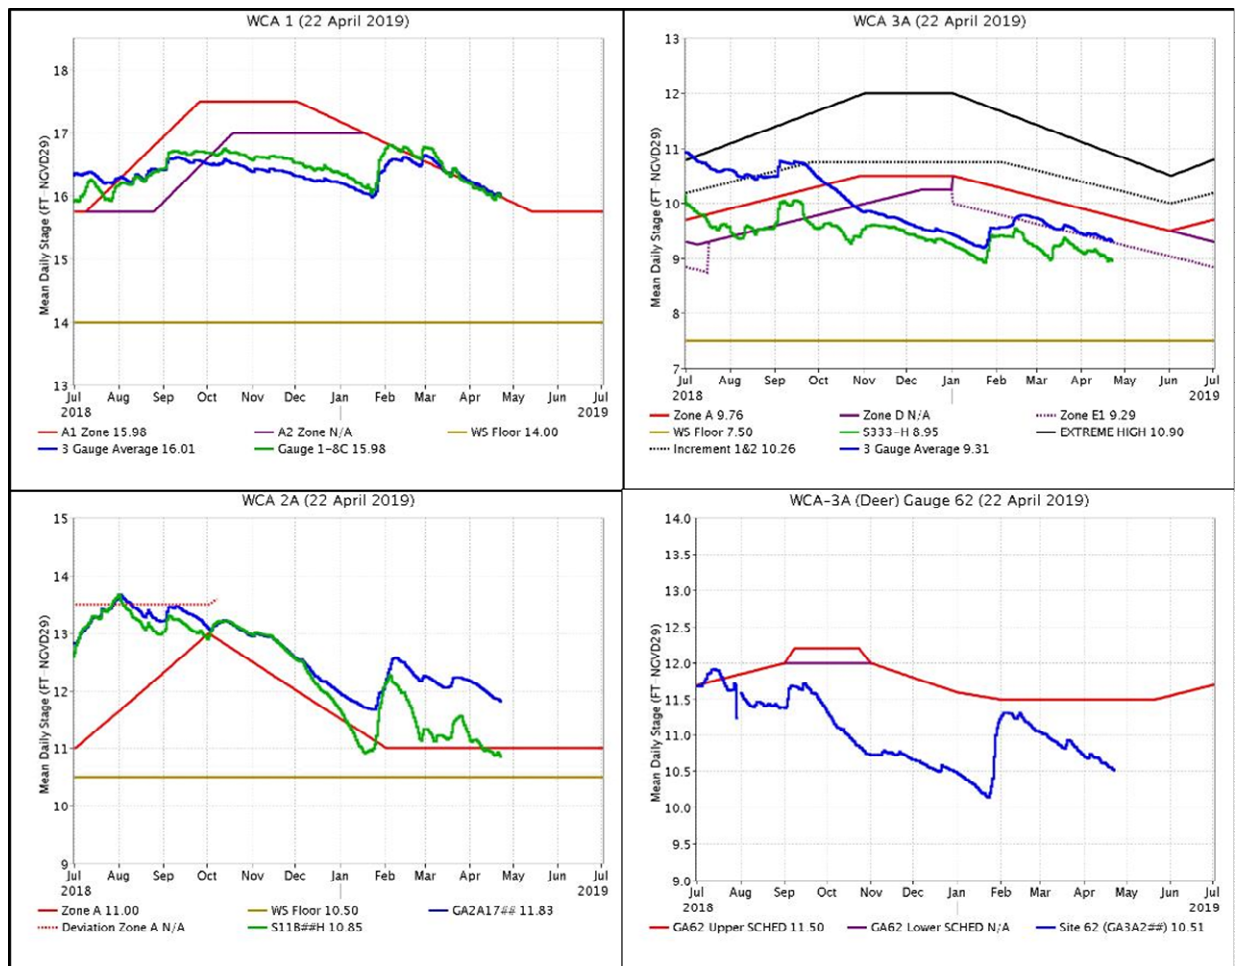 WCA 1 (22 April 2019)
Mean Daily Stage (FT-NGVD29)
18
17
16
15
14
13
Jul Aug Sep Oct Nov Dec Jan Feb Mar Apr May Jun Jul
2018 2019
A1 Zone 15.98 A2 Zone N/A WS Floor 14.00
3 Gauge Average 16.01 Gauge 1-8C 15.98
WCA 3A (22 April 2019)
Mean Daily Stage (FT-NGVD29)
13
12
11
10
9
8
7
Jul Aug Sep Oct Nov Dec Jan Feb Mar Apr May Jun Jul
2018 2019
Zone A 9.76 Zone D N/A Zone E1 9.29
WS Floor 7.50 S333-H 8.95 EXTREME HIGH 10.90
Increment 1&2 10.26 3 Gauge Average 9.31
WCA 2A (22 April 2019)
Mean Daily Stage (FT-NGVD29)
15
14
13
12
11
10
9
Jul Aug Sep Oct Nov Dec Jan Feb Mar Apr May Jun Jul
2018 2019
Zone A 11.00 WS Floor 10.50 GA2A17## 11.83
Deviation Zone A N/A S11B##H 10.85
WCA-3A (Deer) Gauge 62 (22 April 2019)
Mean Daily Stage (FT-NGVD29)
14.0
13.5
13.0
12.5
12.0
11.5
11.0
10.5
10.0
9.5
9.0
Jul Aug Sep Oct Nov Dec Jan Feb Mar Apr May Jun Jul
2018 2019
GA62 Upper SCHED 11.50 GA62 Lower SCHED N/A Site 62 (GA3A2##) 10.51